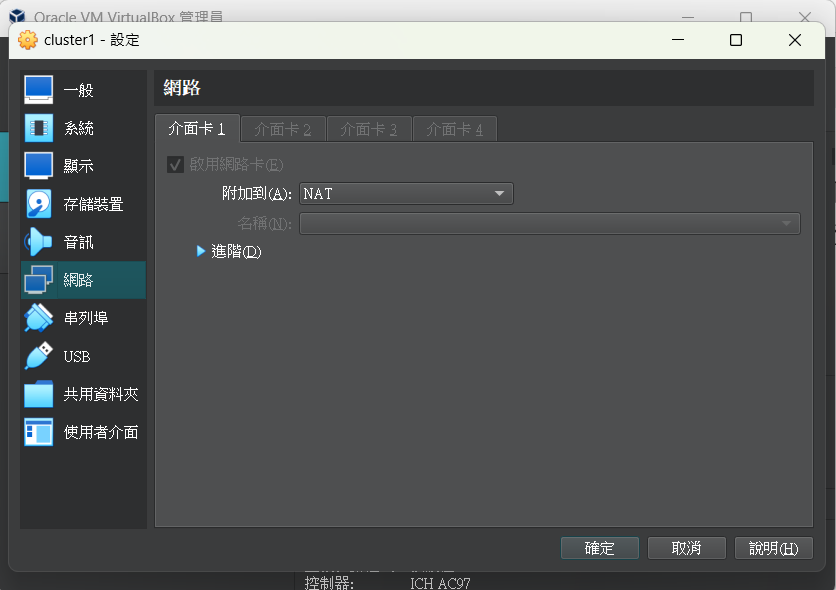 Oracle VM VirtualBox 管理員
cluster1 - 設定
一般
系統
顯示
存儲裝置
音訊
網路
串列埠
USB
共用資料夾
使用者介面
網路
介面卡 1 介面卡 2 介面卡 3 介面卡 4
啟用網路卡(E)
附加到(A): NAT
名稱(N):
進階(D)
確定 取消 說明(H)
控制器: ICH AC97